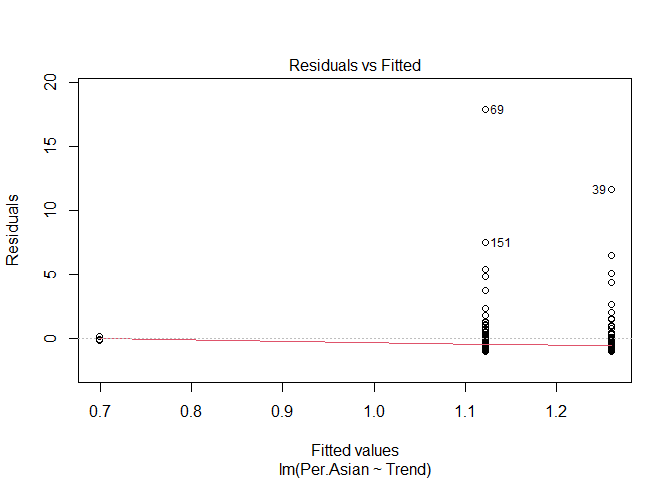 Residuals vs Fitted
Residuals
20
15
10
5
0
69
39
151
0.7 0.8 0.9 1.0 1.1 1.2
Fitted values
lm(Per.Asian ~ Trend)